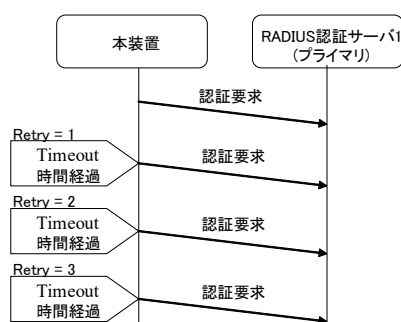 本装置
RADIUS認証サーバ1
(プライマリ)
認証要求
Retry = 1
Timeout
時間経過
認証要求
Retry = 2
Timeout
時間経過
認証要求
Retry = 3
Timeout
時間経過
認証要求